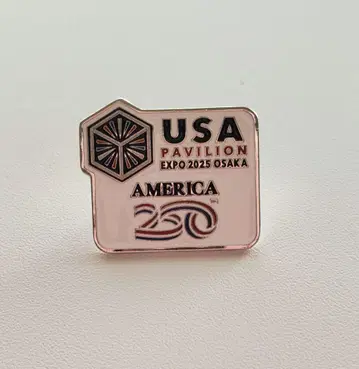 USA
PAVILION
EXPO 2025 OSAKA
AMERICA
250